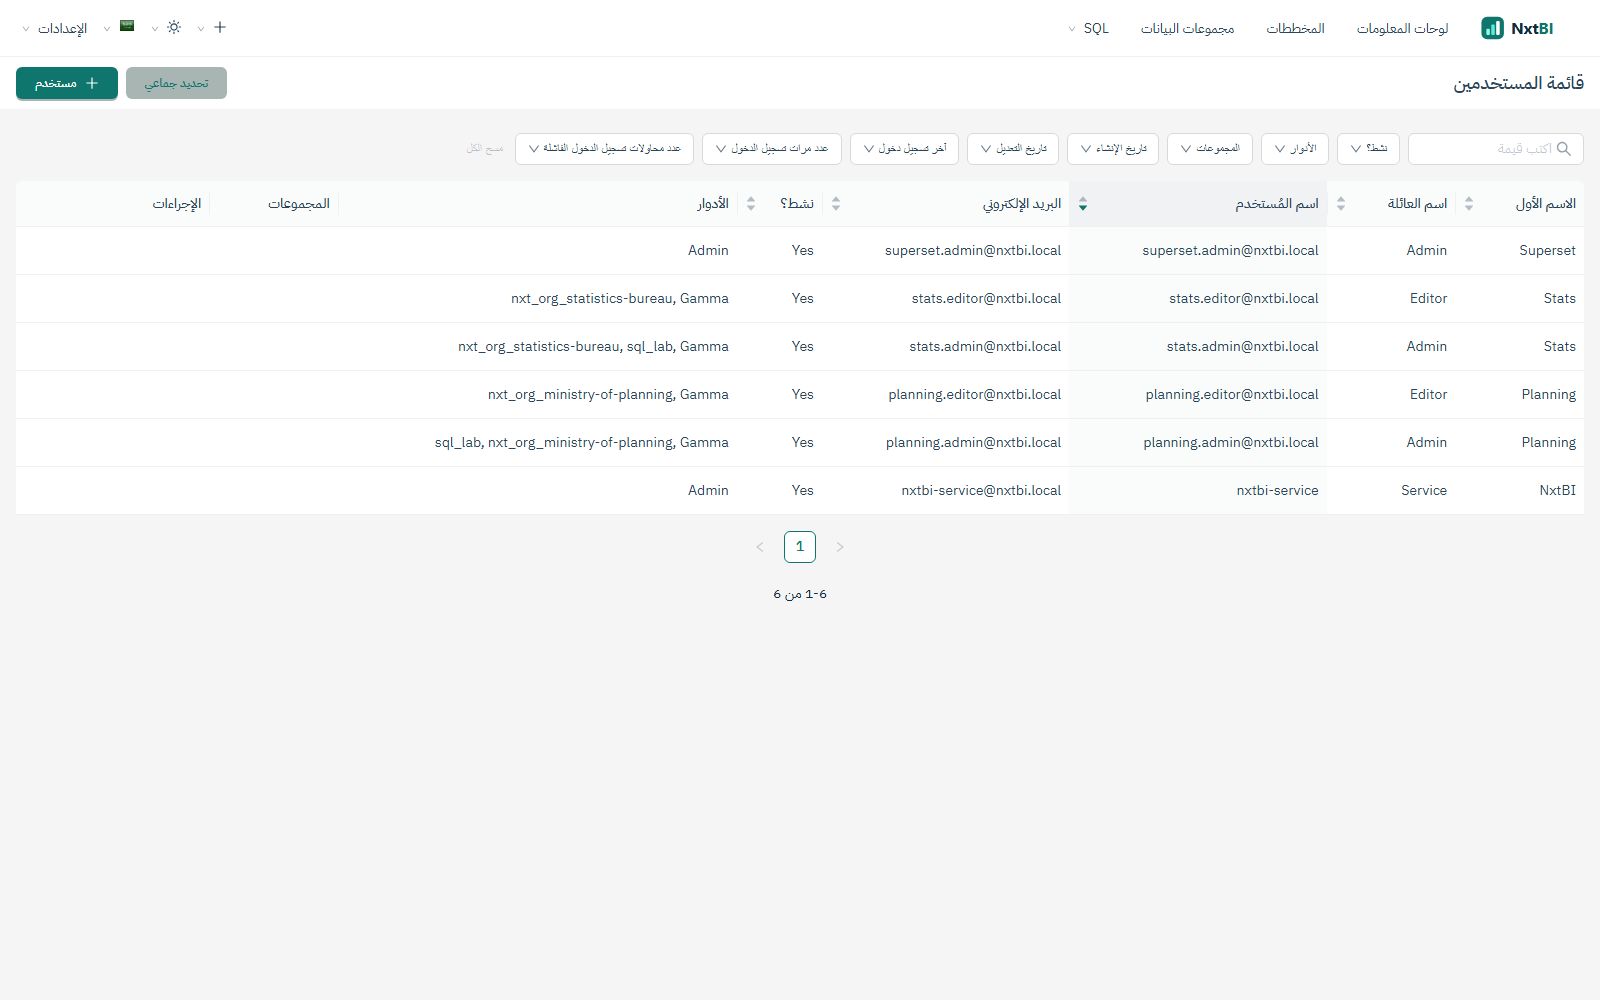 NxtBI لوحات المعلومات المخططات مجموعات البيانات SQL الإعدادات
قائمة المستخدمين تحديد جماعي مستخدم
اكتب قيمة نشط؟ الأدوار المجموعات تاريخ الإنشاء تاريخ التعديل آخر تسجيل دخول عدد مرات تسجيل الدخول عدد محاولات تسجيل الدخول الفاشلة مسح الكل
الاسم الأول اسم العائلة اسم المُستخدم البريد الإلكتروني نشط؟ الأدوار المجموعات الإجراءات
Superset Admin superset.admin@nxtbi.local superset.admin@nxtbi.local Yes Admin
Stats Editor stats.editor@nxtbi.local stats.editor@nxtbi.local Yes nxt_org_statistics-bureau, Gamma
Stats Admin stats.admin@nxtbi.local stats.admin@nxtbi.local Yes nxt_org_statistics-bureau, sql_lab, Gamma
Planning Editor planning.editor@nxtbi.local planning.editor@nxtbi.local Yes nxt_org_ministry-of-planning, Gamma
Planning Admin planning.admin@nxtbi.local planning.admin@nxtbi.local Yes sql_lab, nxt_org_ministry-of-planning, Gamma
NxtBI Service nxtbi-service nxtbi-service@nxtbi.local Yes Admin
1
1-6 من 6